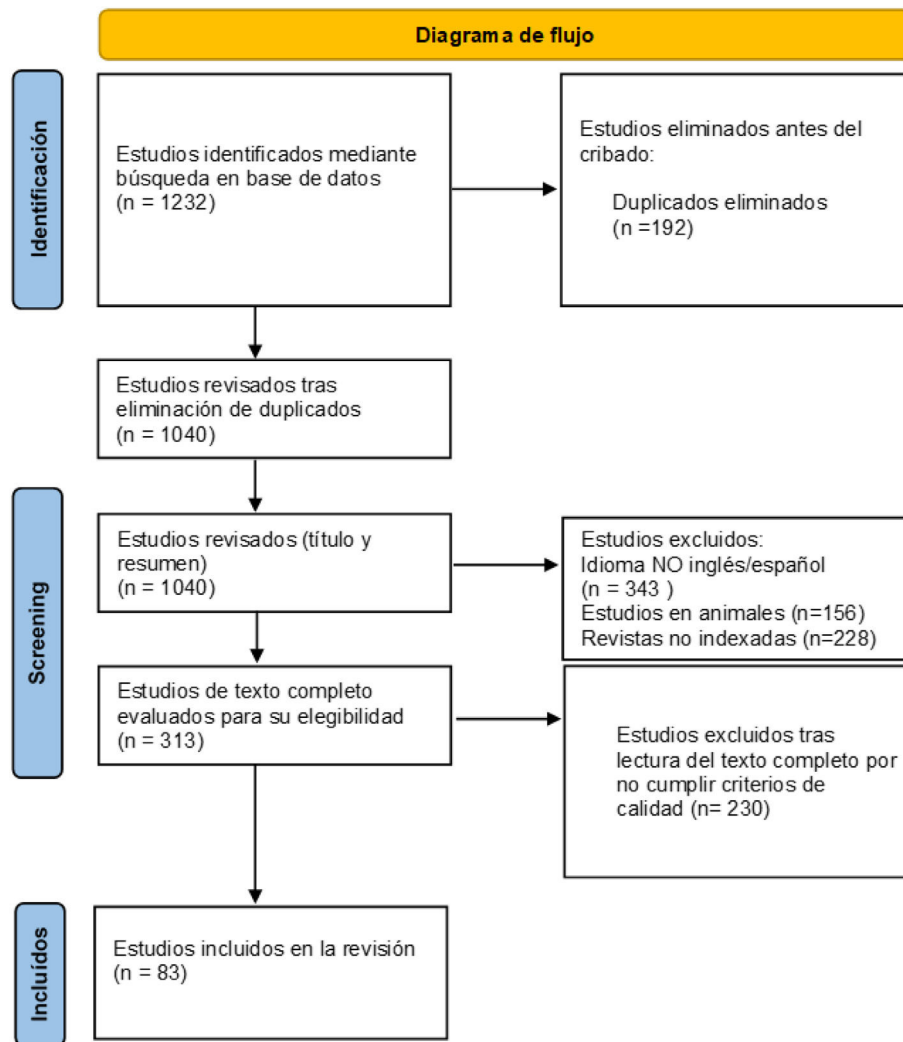 Diagrama de flujo
Identificación
Estudios identificados mediante
búsqueda en base de datos
(n = 1232)
Estudios eliminados antes del
cribado:
Duplicados eliminados
(n =192)
Estudios revisados tras
eliminación de duplicados
(n = 1040)
Screening
Estudios revisados (título y
resumen)
(n = 1040)
Estudios excluidos:
Idioma NO inglés/español
(n = 343 )
Estudios en animales (n=156)
Revistas no indexadas (n=228)
Estudios de texto completo
evaluados para su elegibilidad
(n = 313)
Estudios excluidos tras
lectura del texto completo por
no cumplir criterios de
calidad (n= 230)
Incluídos
Estudios incluidos en la revisión
(n = 83)